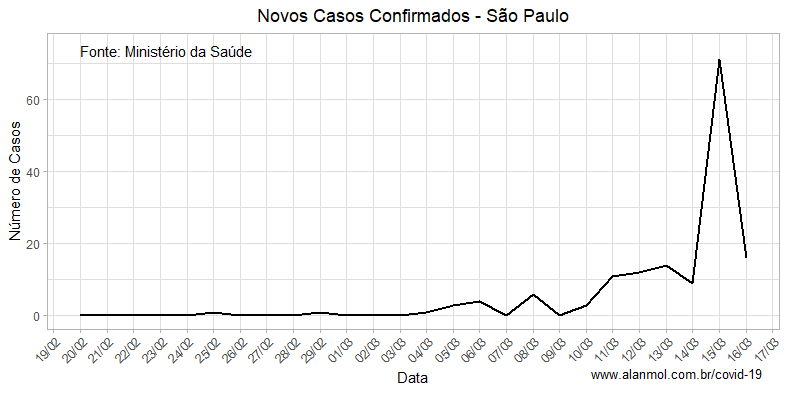 Novos Casos Confirmados - São Paulo
Fonte: Ministério da Saúde
Número de Casos
60
40
20
0
19/02 20/02 21/02 22/02 23/02 24/02 25/02 26/02 27/02 28/02 29/02 01/03 02/03 03/03 04/03 05/03 06/03 07/03 08/03 09/03 10/03 11/03 12/03 13/03 14/03 15/03 16/03 17/03
Data
www.alanmol.com.br/covid-19